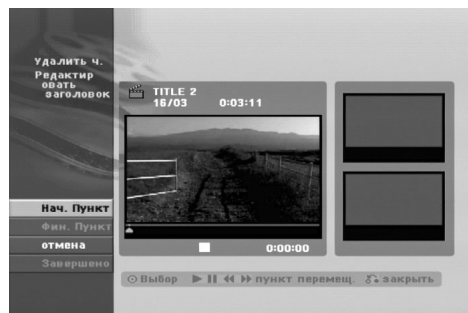 Удалить ч.
Редактир
овать
заголовок
TITLE 2
16/03 0:03:11
Нач. Пункт
Фин. Пункт
отмена
Завершено
0:00:00
Выбор пункт перемещ. закрыть